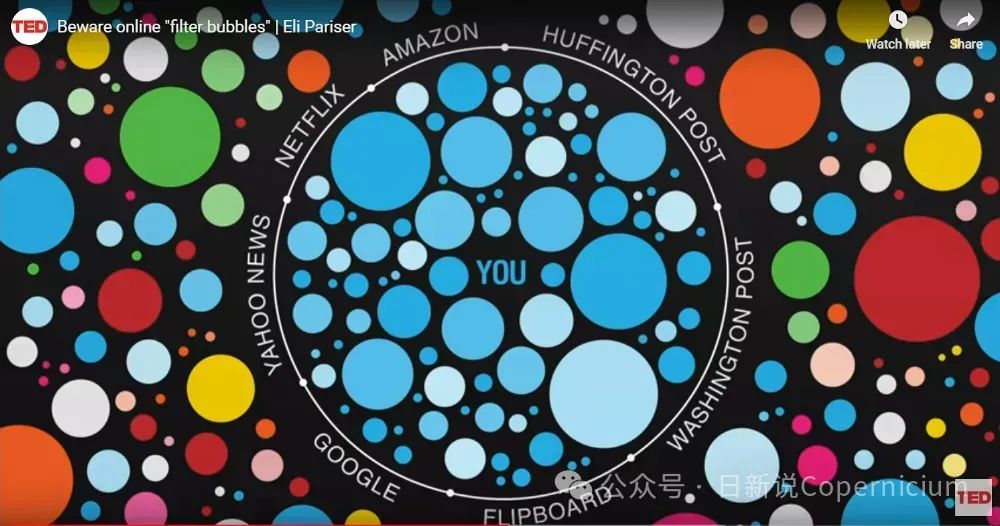 TED
Beware online "filter bubbles" | Eli Pariser
Watch later
Share
AMAZON
HUFFINGTON POST
NETFLIX
YAHOO NEWS
YOU
WASHINGTON POST
GOOGLE
FLIPBOARD
公众号 · 日新说Copernicium
TED